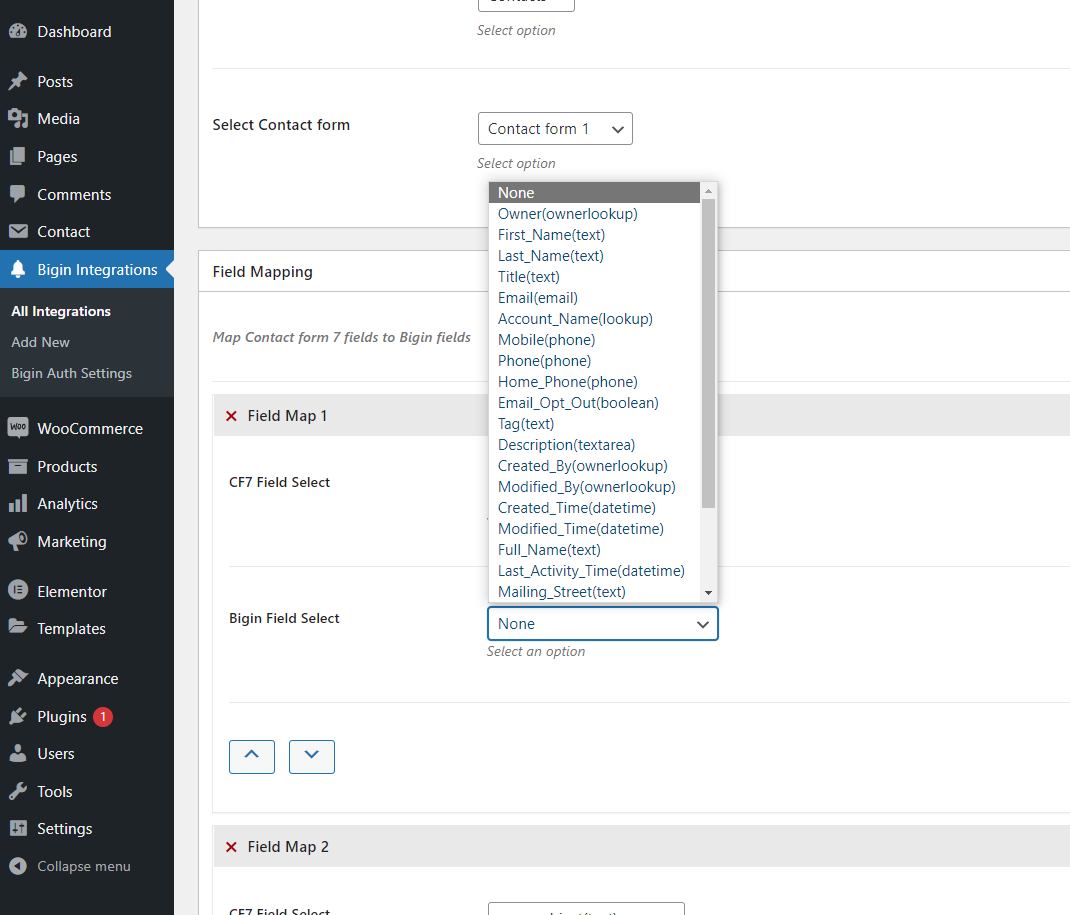 Dashboard
Posts
Media
Pages
Comments
Contact
Bigin Integrations
All Integrations
Add New
Bigin Auth Settings
Woo WooCommerce
Products
Analytics
Marketing
Elementor
Templates
Appearance
Plugins 1
Users
Tools
Settings
Collapse menu
Contacts
Select option
Select Contact form
Contact form 1
Select option
Field Mapping
Map Contact form 7 fields to Bigin fields
Field Map 1
CF7 Field Select
None
Owner(ownerlookup)
First_Name(text)
Last_Name(text)
Title(text)
Email(email)
Account_Name(lookup)
Mobile(phone)
Phone(phone)
Home_Phone(phone)
Email_Opt_Out(boolean)
Tag(text)
Description(textarea)
Created_By(ownerlookup)
Modified_By(ownerlookup)
Created_Time(datetime)
Modified_Time(datetime)
Full_Name(text)
Last_Activity_Time(datetime)
Mailing_Street(text)
Bigin Field Select
None
Select an option
Field Map 2
CF7 Field Select